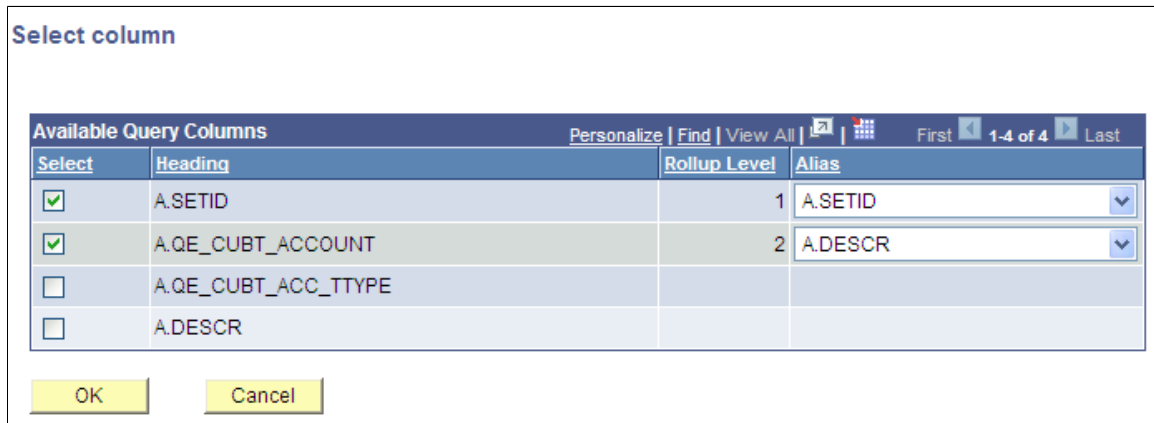 Select column
Available Query Columns Personalize | Find | View All | | First 1-4 of 4 Last
Select Heading Rollup Level Alias
A.SETID 1 A.SETID
A.QE_CUBT_ACCOUNT 2 A.DESCR
A.QE_CUBT_ACC_TTYPE
A.DESCR
OK Cancel